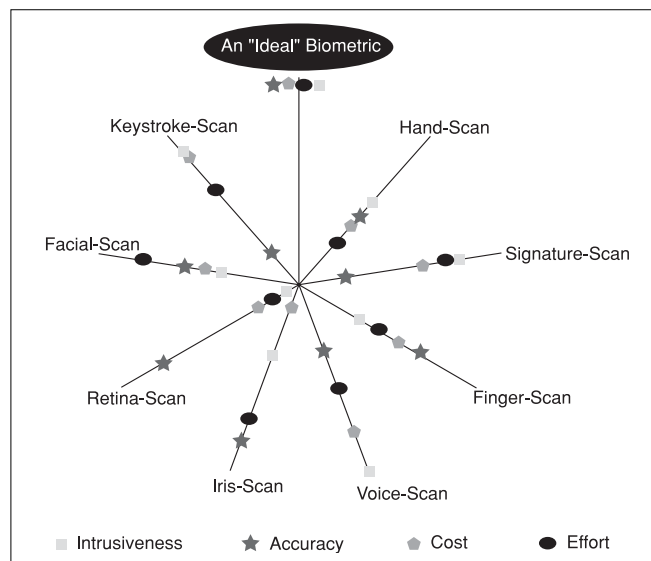 An "Ideal" Biometric
Keystroke-Scan
Hand-Scan
Facial-Scan
Signature-Scan
Retina-Scan
Finger-Scan
Iris-Scan
Voice-Scan
Intrusiveness
Accuracy
Cost
Effort